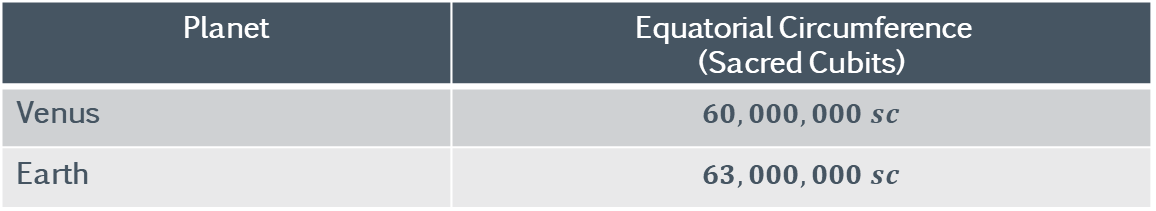 Planet
Equatorial Circumference
(Sacred Cubits)
Venus
60,000,000 sc
Earth
63,000,000 sc